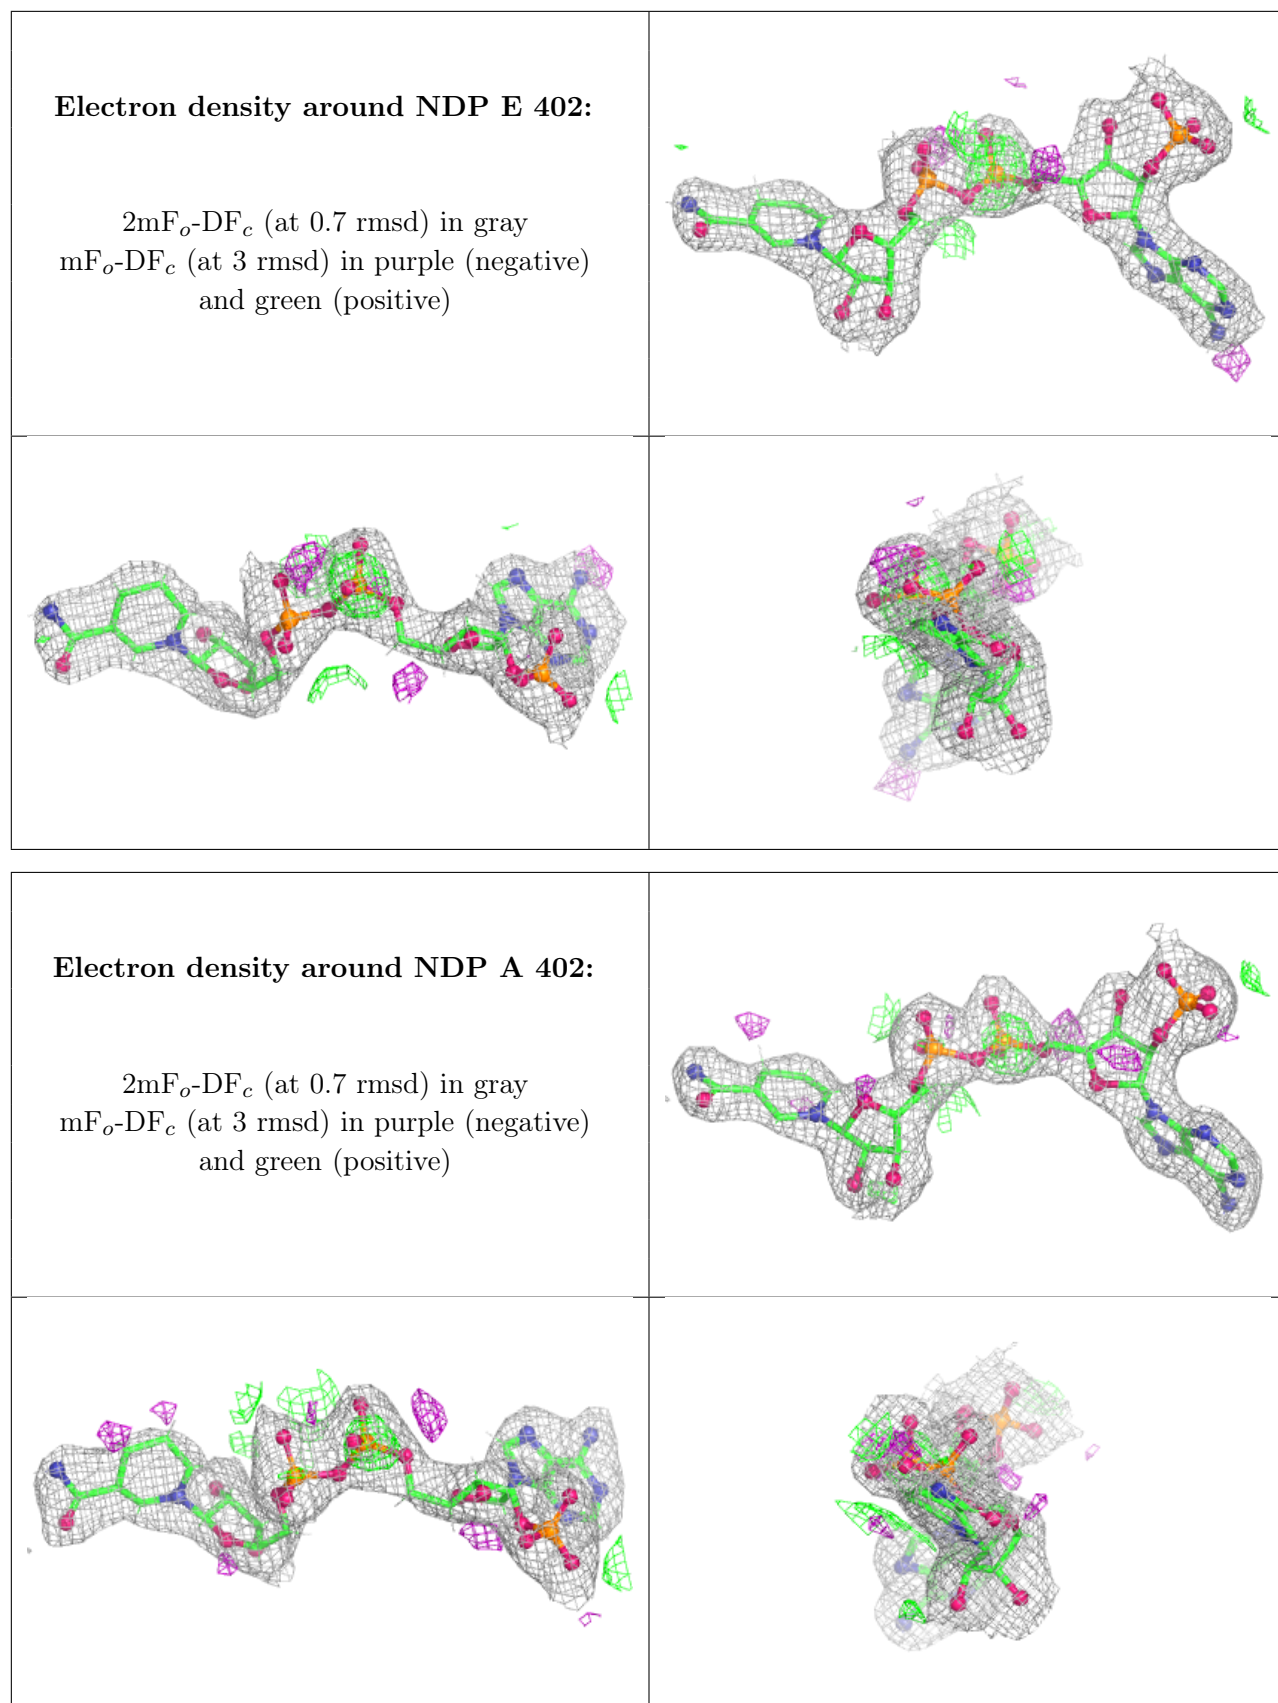 Electron density around NDP E 402:
2mFo-DFc (at 0.7 rmsd) in gray
mFo-DFc (at 3 rmsd) in purple (negative)
and green (positive)
Electron density around NDP A 402:
2mFo-DFc (at 0.7 rmsd) in gray
mFo-DFc (at 3 rmsd) in purple (negative)
and green (positive)